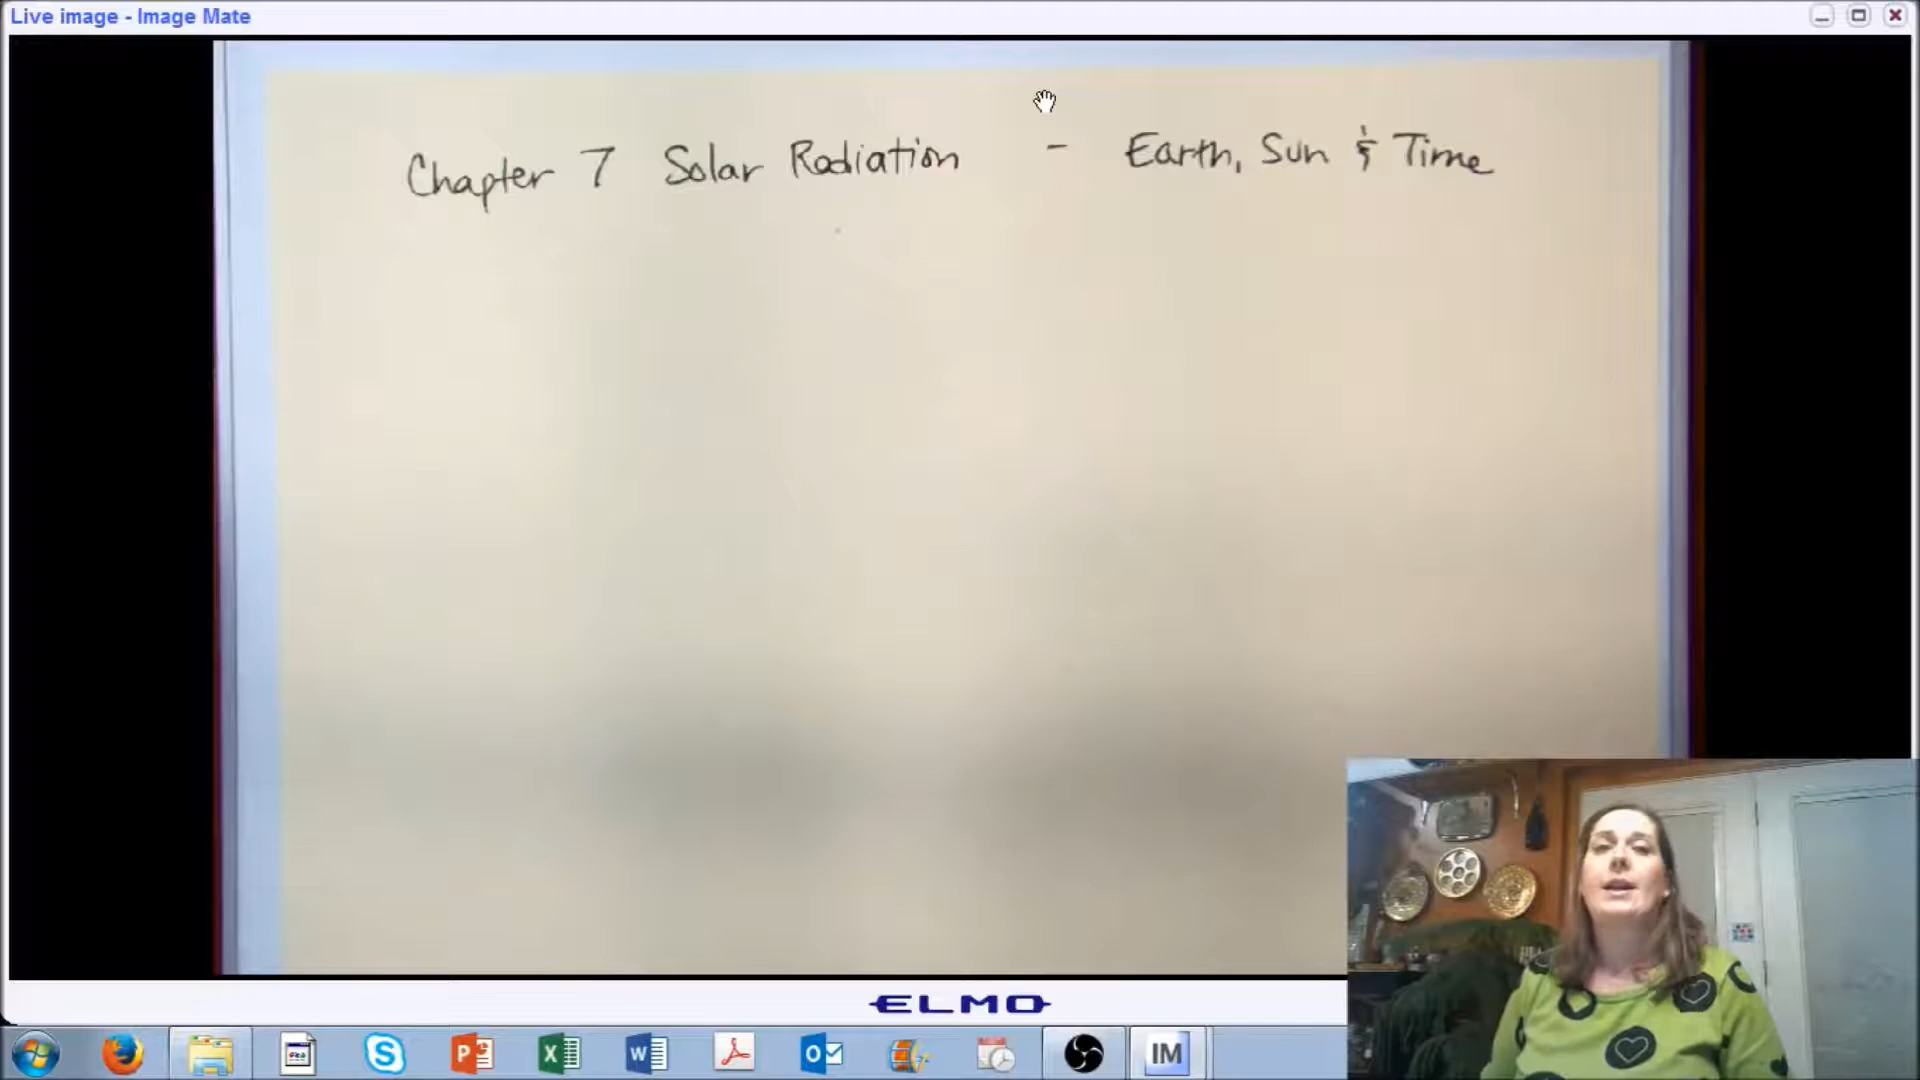 Live image - Image Mate
Chapter 7 Solar Radiation - Earth, Sun & Time
ELMO
IM